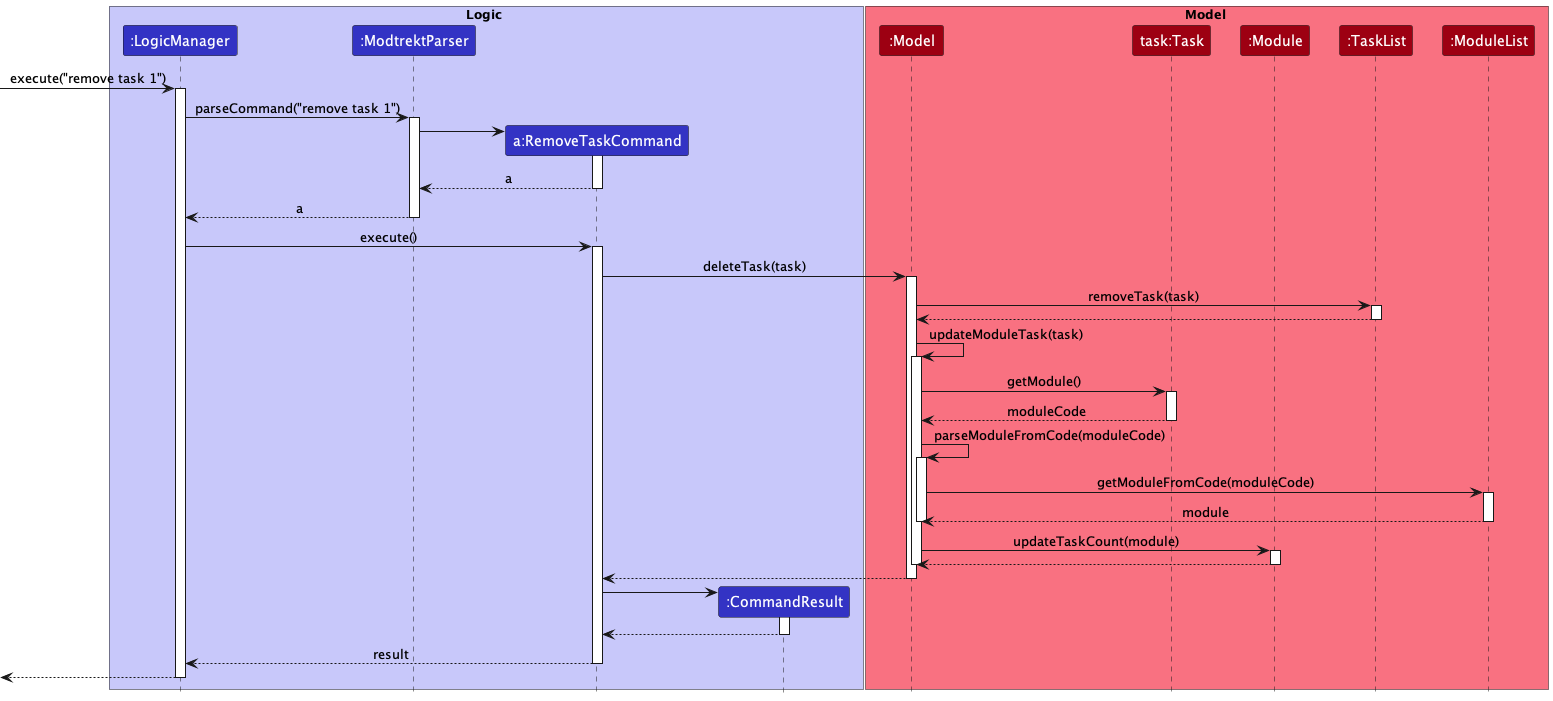 Logic
Model
:LogicManager
:ModtrektParser
:Model
task:Task
:Module
:TaskList
:ModuleList
execute("remove task 1")
parseCommand("remove task 1")
a:RemoveTaskCommand
a
a
execute()
deleteTask(task)
removeTask(task)
updateModuleTask(task)
getModule()
moduleCode
parseModuleFromCode(moduleCode)
getModuleFromCode(moduleCode)
module
updateTaskCount(module)
:CommandResult
result